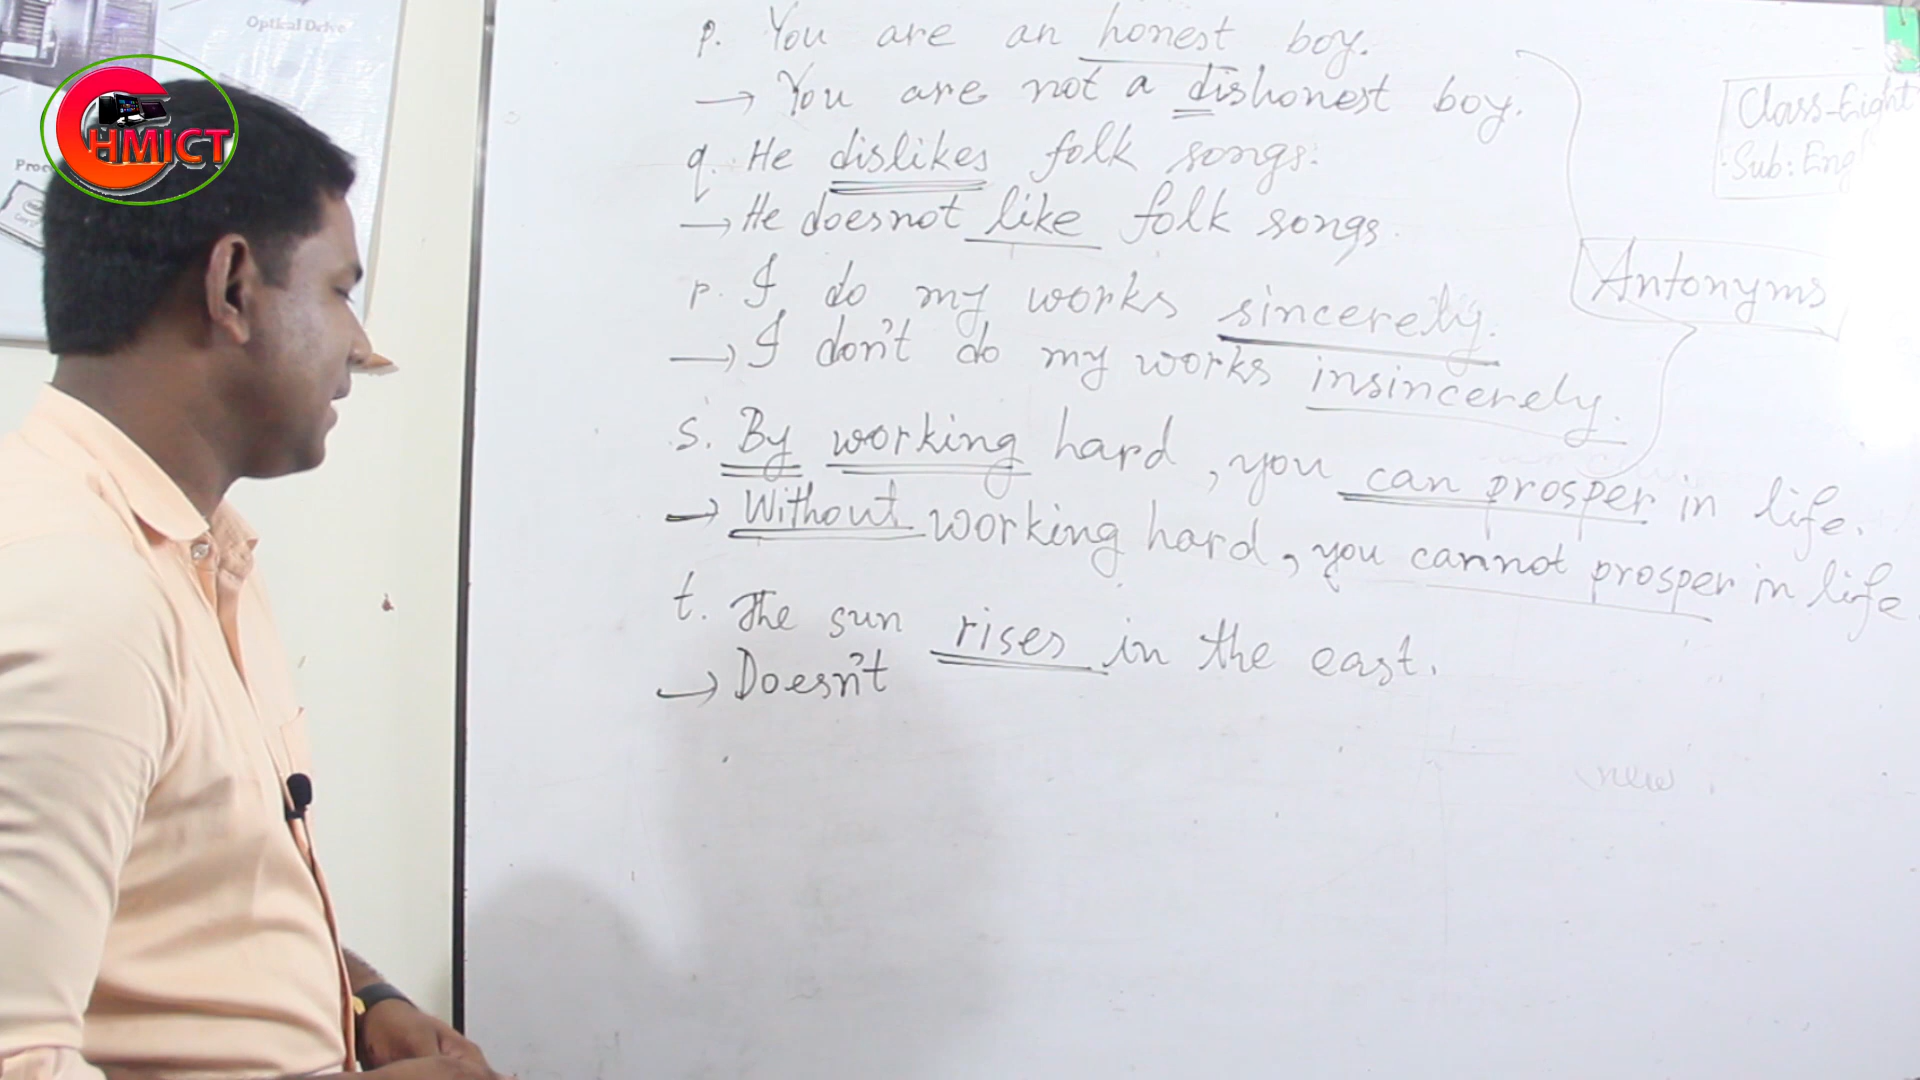 Optical Drive
HMICT
p. You are an honest boy.
→ You are not a dishonest boy.
q. He dislikes folk songs.
→ He doesnot like folk songs.
r. I do my works sincerely.
→ I don't do my works insincerely.
s. By working hard, you can prosper in life.
→ Without working hard, you cannot prosper in life.
t. The sun rises in the east.
→ Doesn't
Class-Eight
Sub: Eng
Antonyms
new